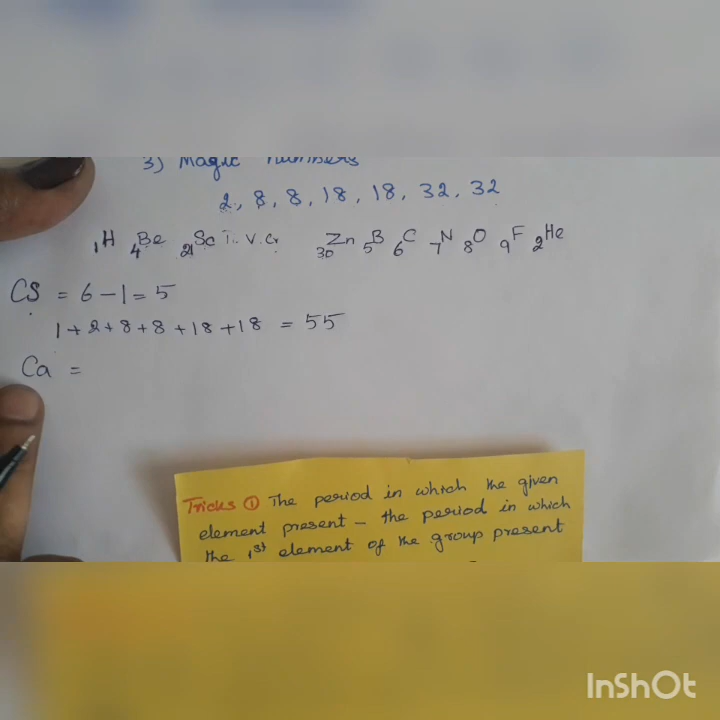 3) Magic numbers
2, 8, 8, 18, 18, 32, 32
1H 4Be 21Sc Ti. V. Cr 30Zn 5B 6C 7N 8O 9F 2He
CS = 6 - 1 = 5
1 + 2 + 8 + 8 + 18 + 18 = 55
Ca =
Tricks ① The period in which the given
element present - the period in which
the 1st element of the group present
InShOt